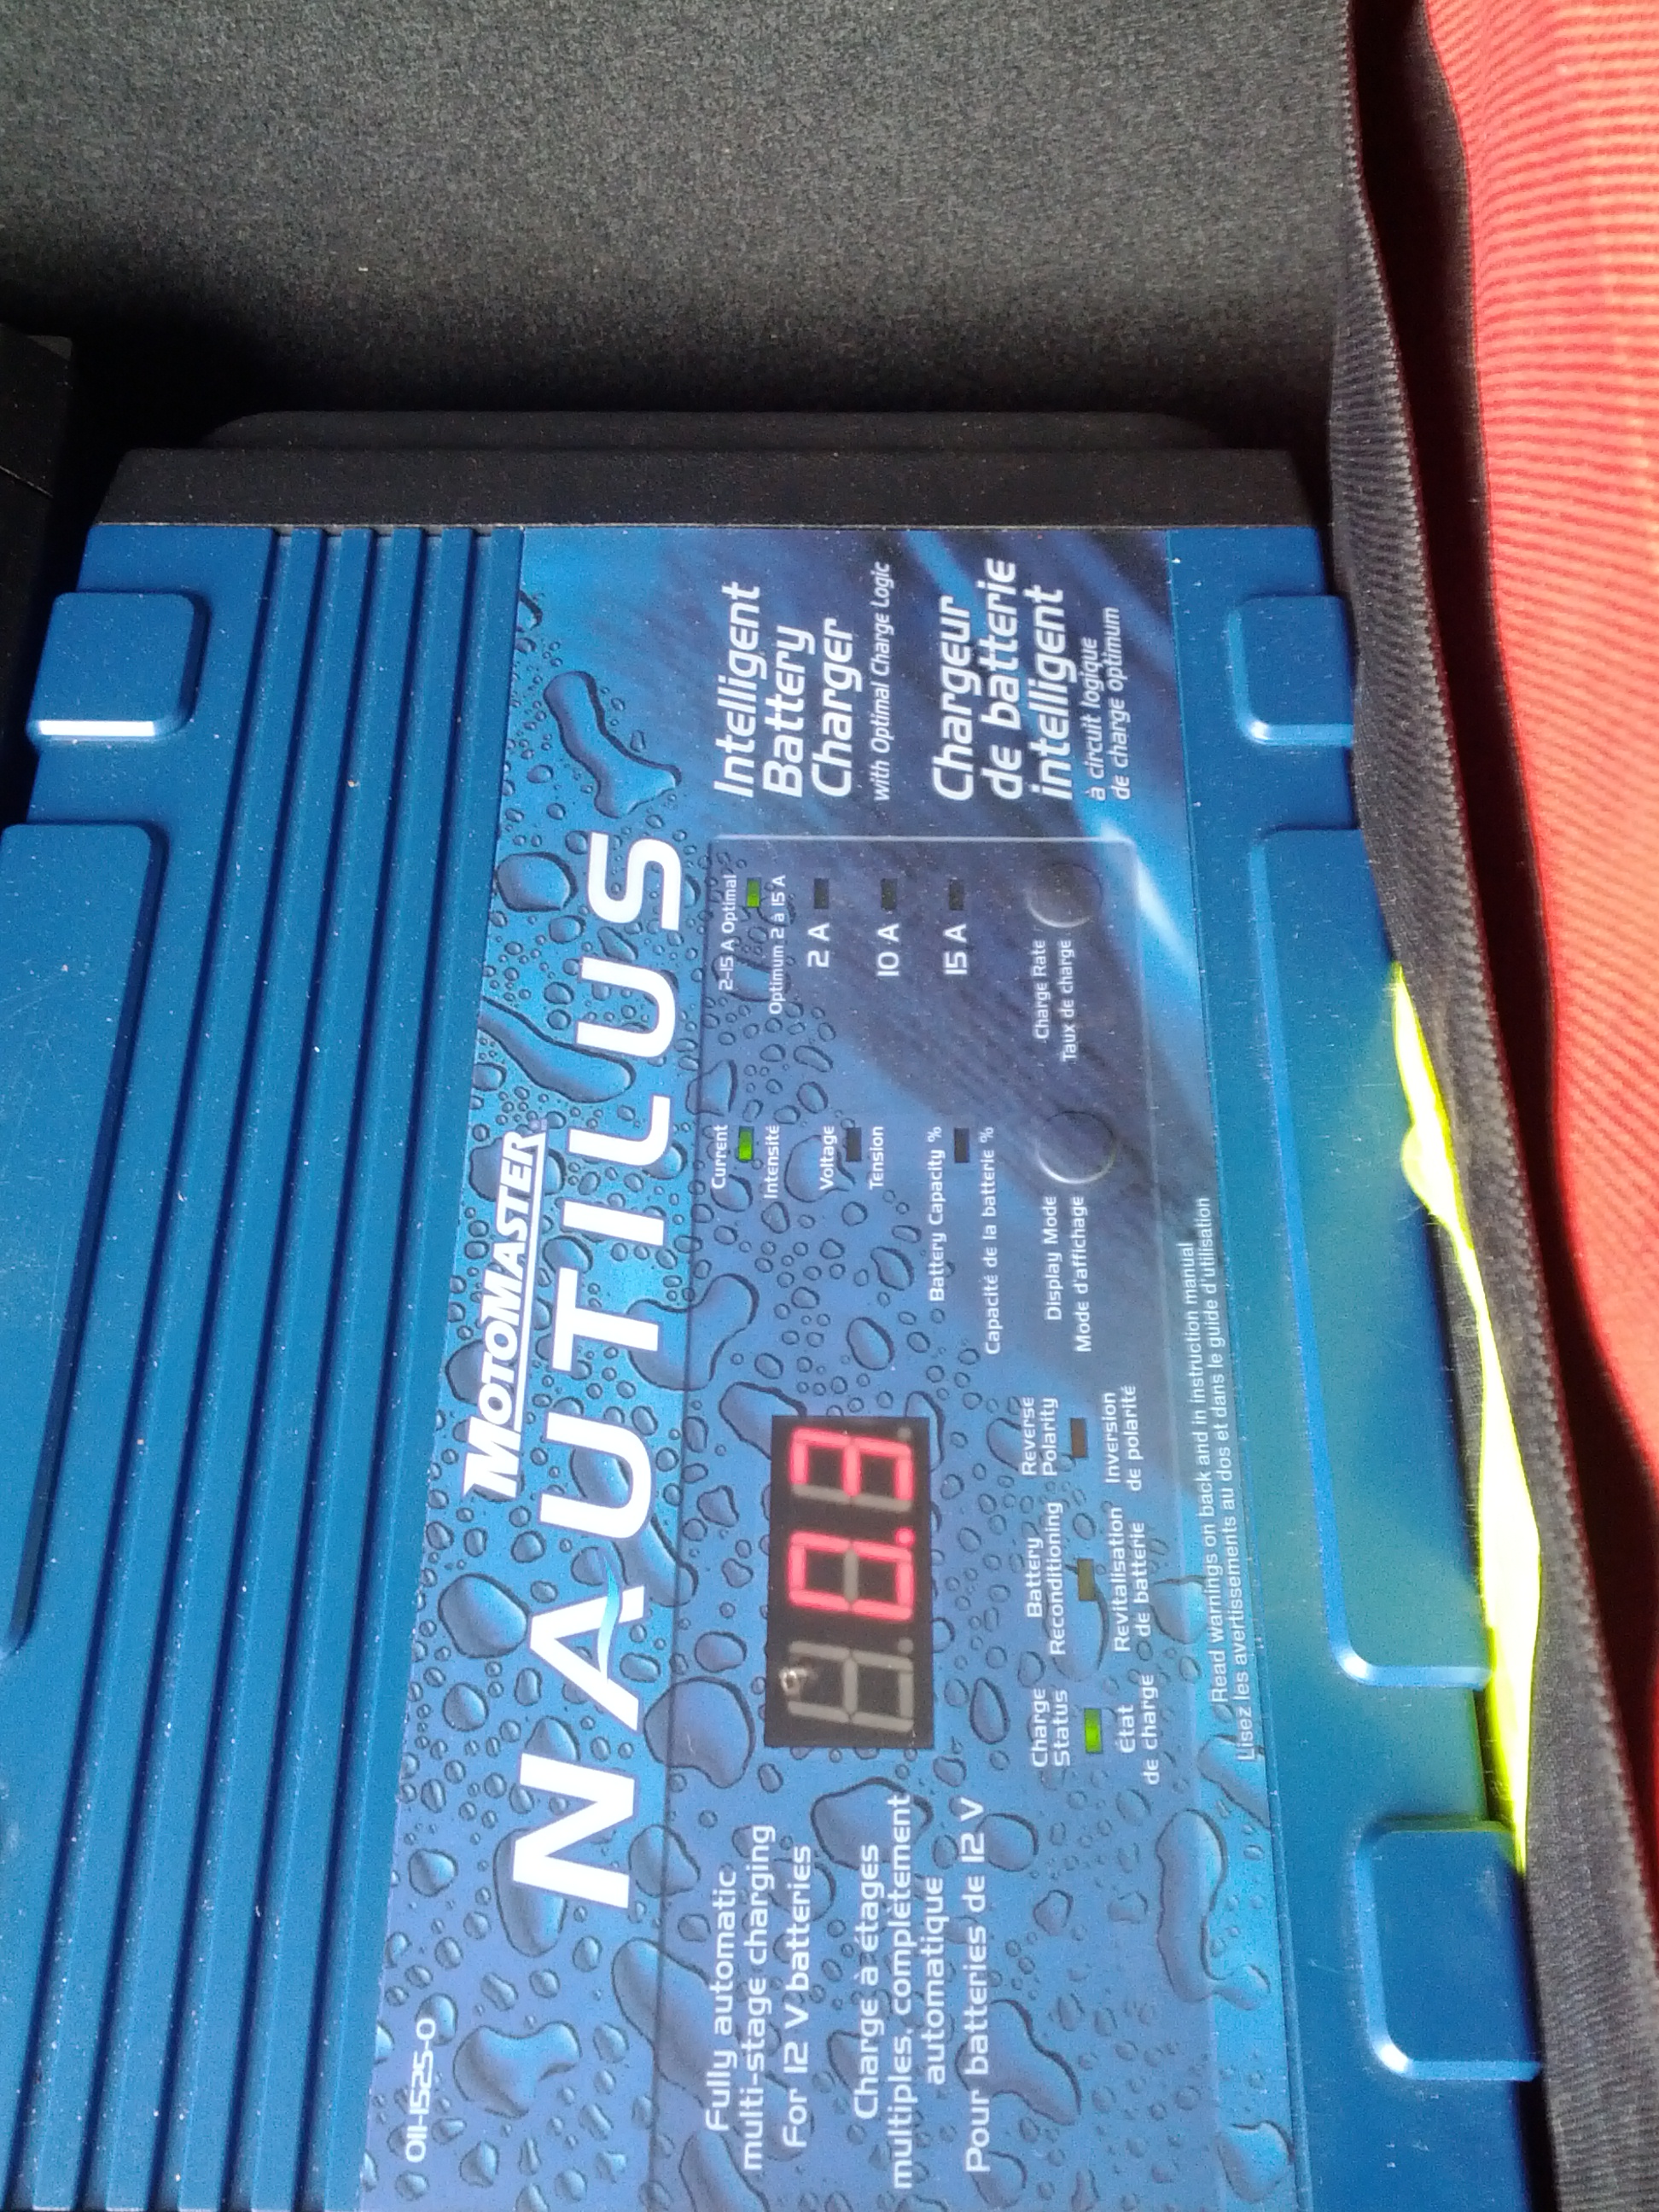 011-1525-0
MOTOMASTER
NAUTILUS
Fully automatic
multi-stage charging
For 12 V batteries
Charge à étages
multiples, complètement
automatique
Pour batteries de 12 V
0.3
Charge
Status
État
de charge
Battery
Reconditioning
Revitalisation
de batterie
Reverse
Polarity
Inversion
de polarité
Current
Intensité
Voltage
Tension
Battery Capacity %
Capacité de la batterie %
Display Mode
Mode d'affichage
2-15 A Optimal
Optimum 2 à 15 A
2 A
10 A
15 A
Charge Rate
Taux de charge
Intelligent
Battery
Charger
with Optimal Charge Logic
Chargeur
de batterie
intelligent
à circuit logique
de charge optimum
Read warnings on back and in instruction manual
Lisez les avertissements au dos et dans le guide d'utilisation